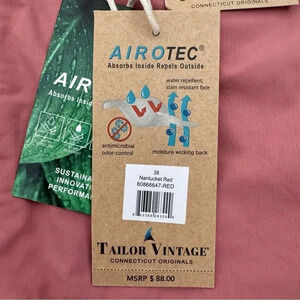 CONNECTICUT ORIGINALS
AIROTEC®
Absorbs Inside Repels Outside
water repellent,
stain resistant face
antimicrobial
odor-control
moisture wicking back
38
Nantucket Red
80866647-RED
TAILOR VINTAGE®
CONNECTICUT ORIGINALS
MSRP $ 88.00
AIR
Absorbs Insid
SUSTAINA
INNOVATI
PERFORMA